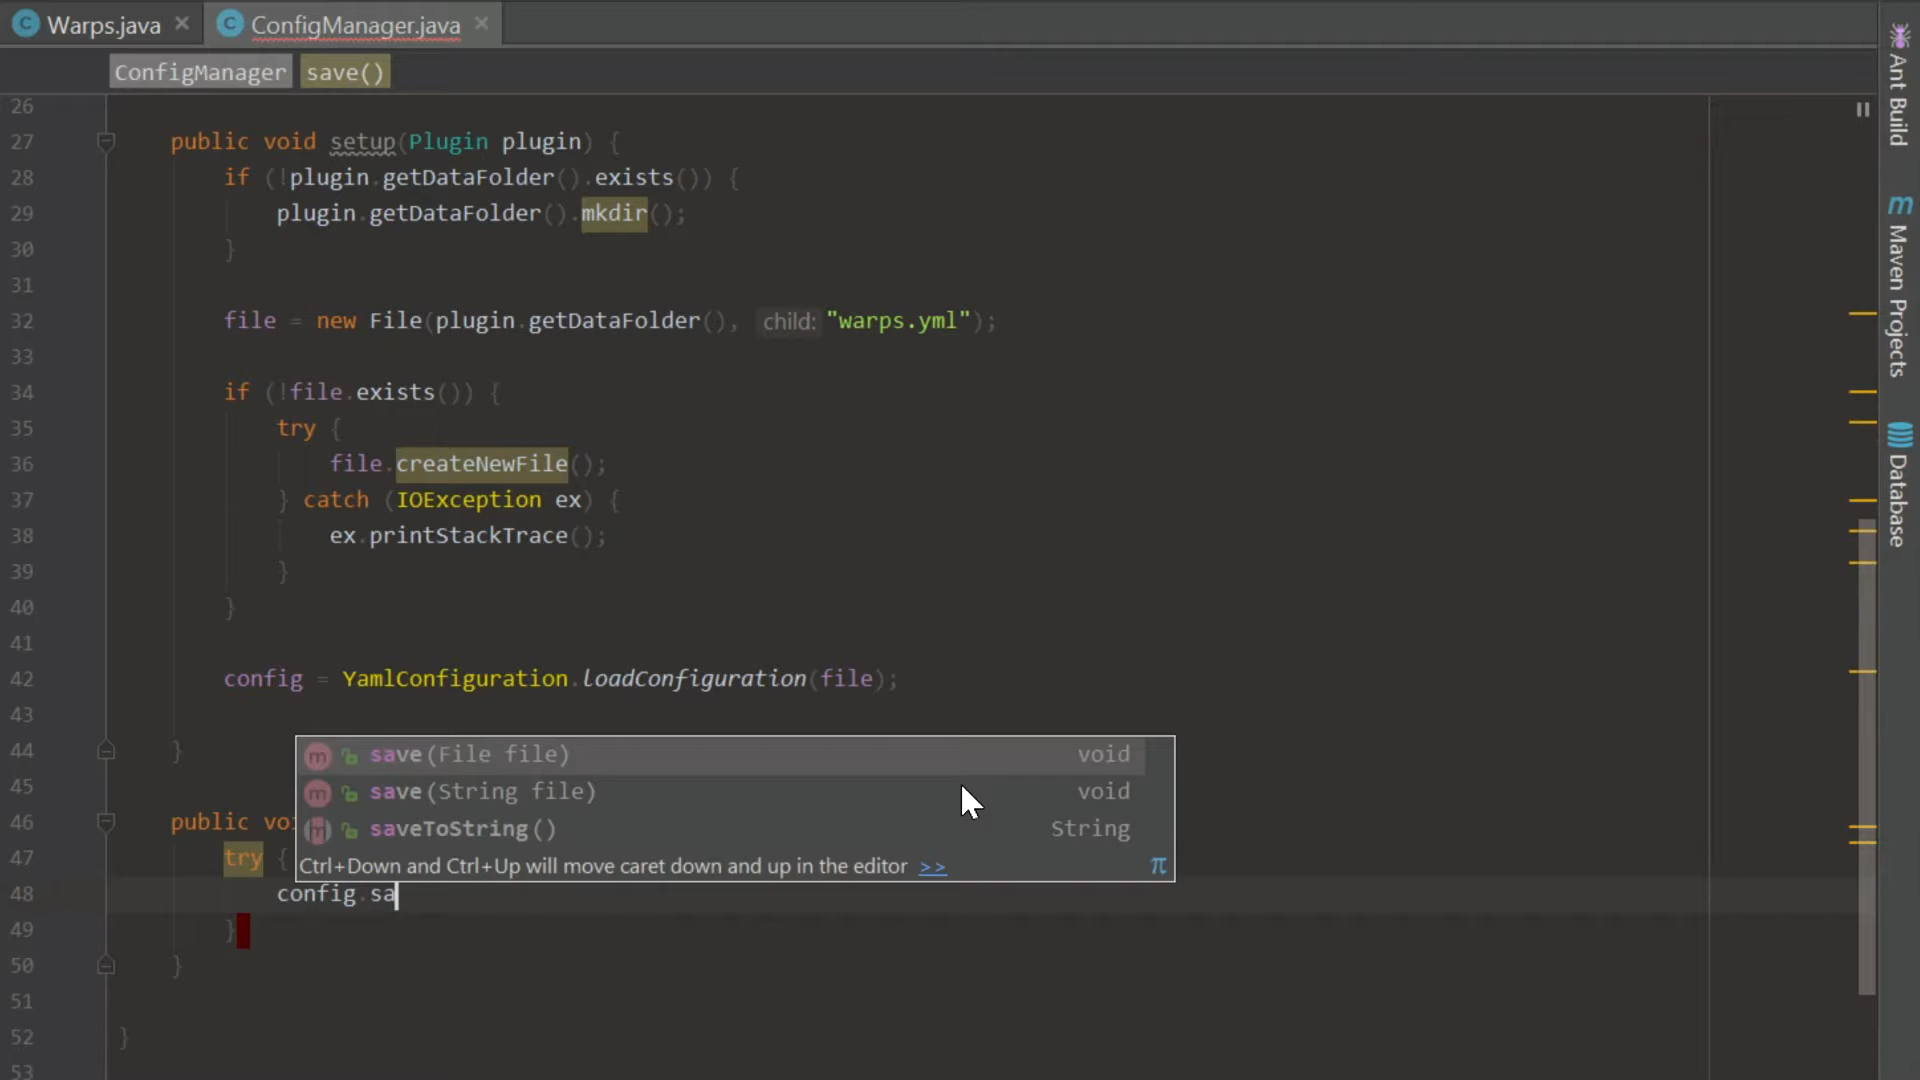 Warps.java ConfigManager.java
ConfigManager save()
26
27 public void setup(Plugin plugin) {
28 if (!plugin.getDataFolder().exists()) {
29 plugin.getDataFolder().mkdir();
30 }
31
32 file = new File(plugin.getDataFolder(), child: "warps.yml");
33
34 if (!file.exists()) {
35 try {
36 file.createNewFile();
37 } catch (IOException ex) {
38 ex.printStackTrace();
39 }
40 }
41
42 config = YamlConfiguration.loadConfiguration(file);
43
44 }
save(File file) void
45
save(String file) void
46 public voi
saveToString() String
47 try {
Ctrl+Down and Ctrl+Up will move caret down and up in the editor >> π
48 config.sa
49 }
50 }
51
52 }
53
Ant Build
Maven Projects
Database